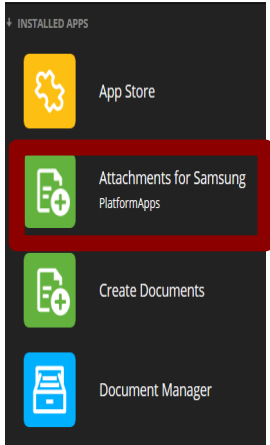 INSTALLED APPS
App Store
Attachments for Samsung
PlatformApps
Create Documents
Document Manager